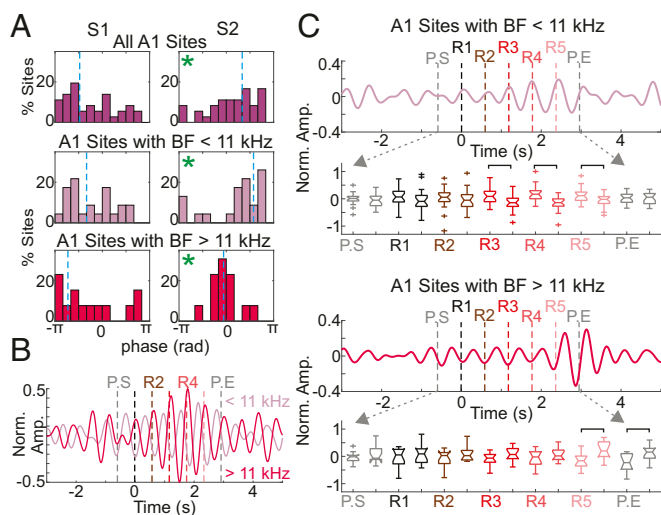 A
S1
S2
All A1 Sites
% Sites
20
0
*
A1 Sites with BF < 11 kHz
20
0
*
A1 Sites with BF > 11 kHz
% Sites
20
0
*
-π 0 π -π 0 π
phase (rad)
B
Norm. Amp.
0.5
0
-0.5
P.S R2 R4 P.E
< 11 kHz
> 11 kHz
-2 0 2 4
Time (s)
C
A1 Sites with BF < 11 kHz
Norm. Amp.
0.4
0
-0.4
P.S R1 R2 R3 R4 R5 P.E
-2 0 2 4
Time (s)
1
0
-1
P.S R1 R2 R3 R4 R5 P.E
A1 Sites with BF > 11 kHz
Norm. Amp.
0.4
0
-0.4
P.S R1 R2 R3 R4 R5 P.E
-2 0 2 4
Time (s)
1
0
-1
P.S R1 R2 R3 R4 R5 P.E